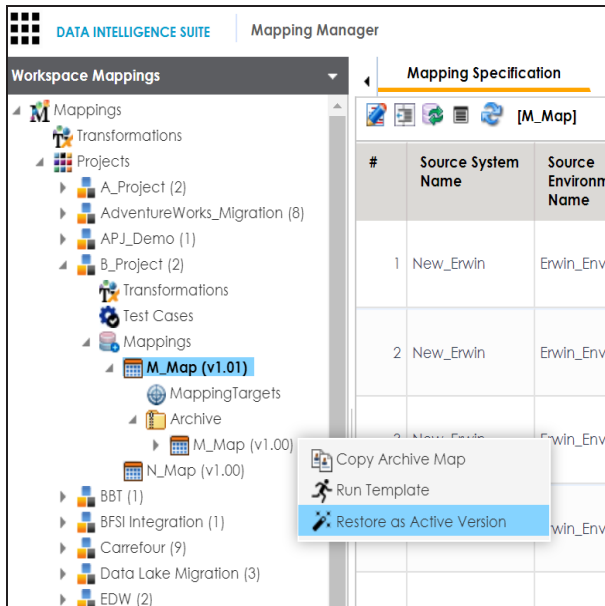 DATA INTELLIGENCE SUITE
Mapping Manager
Workspace Mappings
Mappings
Transformations
Projects
A_Project (2)
AdventureWorks_Migration (8)
APJ_Demo (1)
B_Project (2)
Transformations
Test Cases
Mappings
M_Map (v1.01)
MappingTargets
Archive
M_Map (v1.00)
N_Map (v1.00)
BBT (1)
BFSI Integration (1)
Carrefour (9)
Data Lake Migration (3)
EDW (2)
Mapping Specification
[M_Map]
#
Source System
Name
Source
Environm
Name
1 New_Erwin Erwin_Env
2 New_Erwin Erwin_Env
Copy Archive Map
Run Template
Restore as Active Version